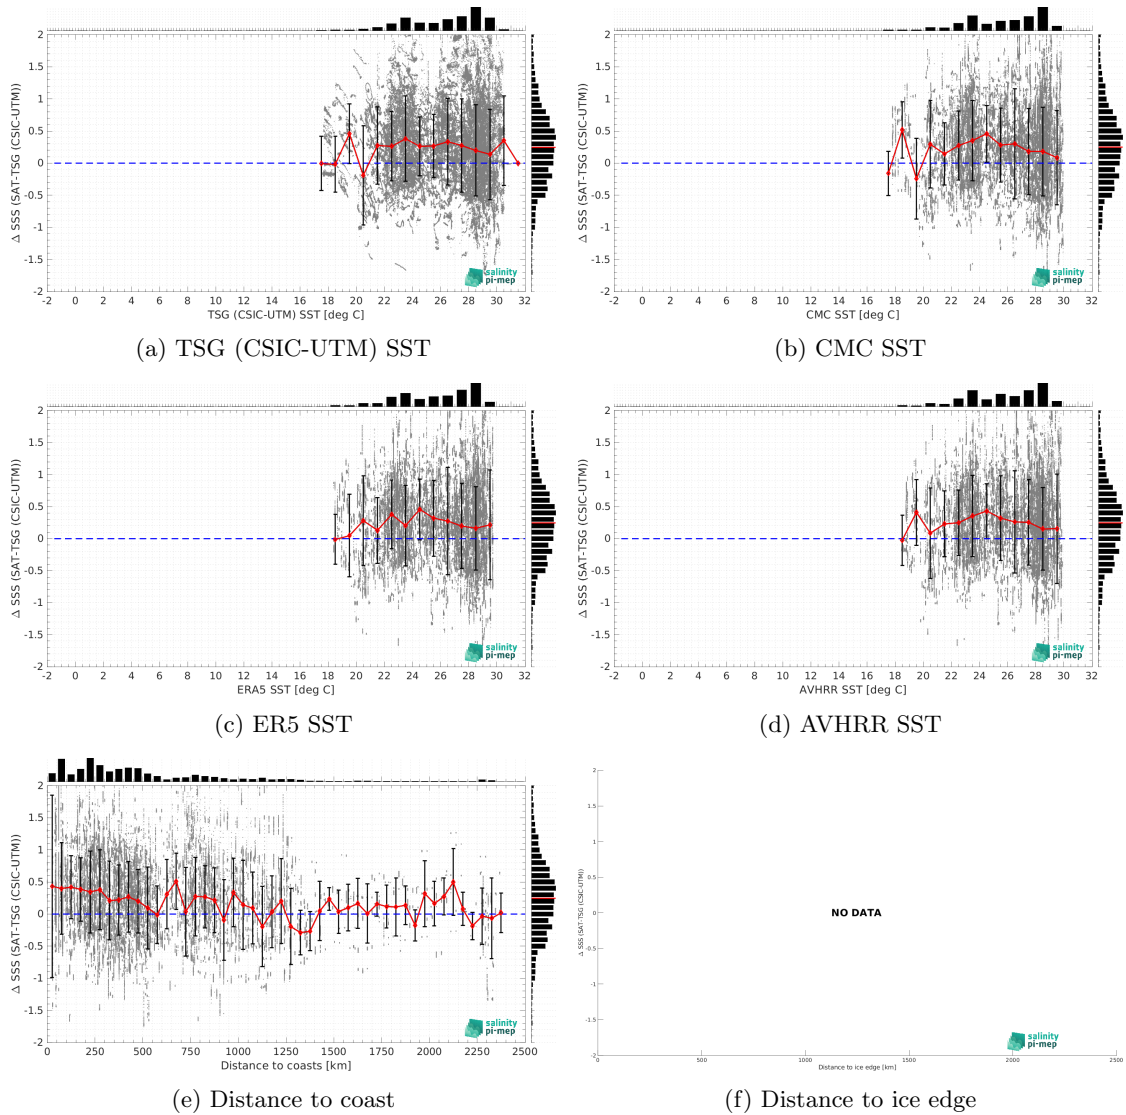 2
1.5
1
0.5
0
-0.5
-1
-1.5
-2
Δ SSS (SAT-TSG (CSIC-UTM))
-2 0 2 4 6 8 10 12 14 16 18 20 22 24 26 28 30 32
TSG (CSIC-UTM) SST [deg C]
salinity
pi-mep
(a) TSG (CSIC-UTM) SST
2
1.5
1
0.5
0
-0.5
-1
-1.5
-2
Δ SSS (SAT-TSG (CSIC-UTM))
-2 0 2 4 6 8 10 12 14 16 18 20 22 24 26 28 30 32
CMC SST [deg C]
salinity
pi-mep
(b) CMC SST
2
1.5
1
0.5
0
-0.5
-1
-1.5
-2
Δ SSS (SAT-TSG (CSIC-UTM))
-2 0 2 4 6 8 10 12 14 16 18 20 22 24 26 28 30 32
ERA5 SST [deg C]
salinity
pi-mep
(c) ER5 SST
2
1.5
1
0.5
0
-0.5
-1
-1.5
-2
Δ SSS (SAT-TSG (CSIC-UTM))
-2 0 2 4 6 8 10 12 14 16 18 20 22 24 26 28 30 32
AVHRR SST [deg C]
salinity
pi-mep
(d) AVHRR SST
2
1.5
1
0.5
0
-0.5
-1
-1.5
-2
Δ SSS (SAT-TSG (CSIC-UTM))
0 250 500 750 1000 1250 1500 1750 2000 2250 2500
Distance to coasts [km]
salinity
pi-mep
(e) Distance to coast
2
1.5
1
0.5
0
-0.5
-1
-1.5
-2
Δ SSS (SAT-TSG (CSIC-UTM))
NO DATA
0 500 1000 1500 2000 2500
Distance to ice edge [km]
salinity
pi-mep
(f) Distance to ice edge